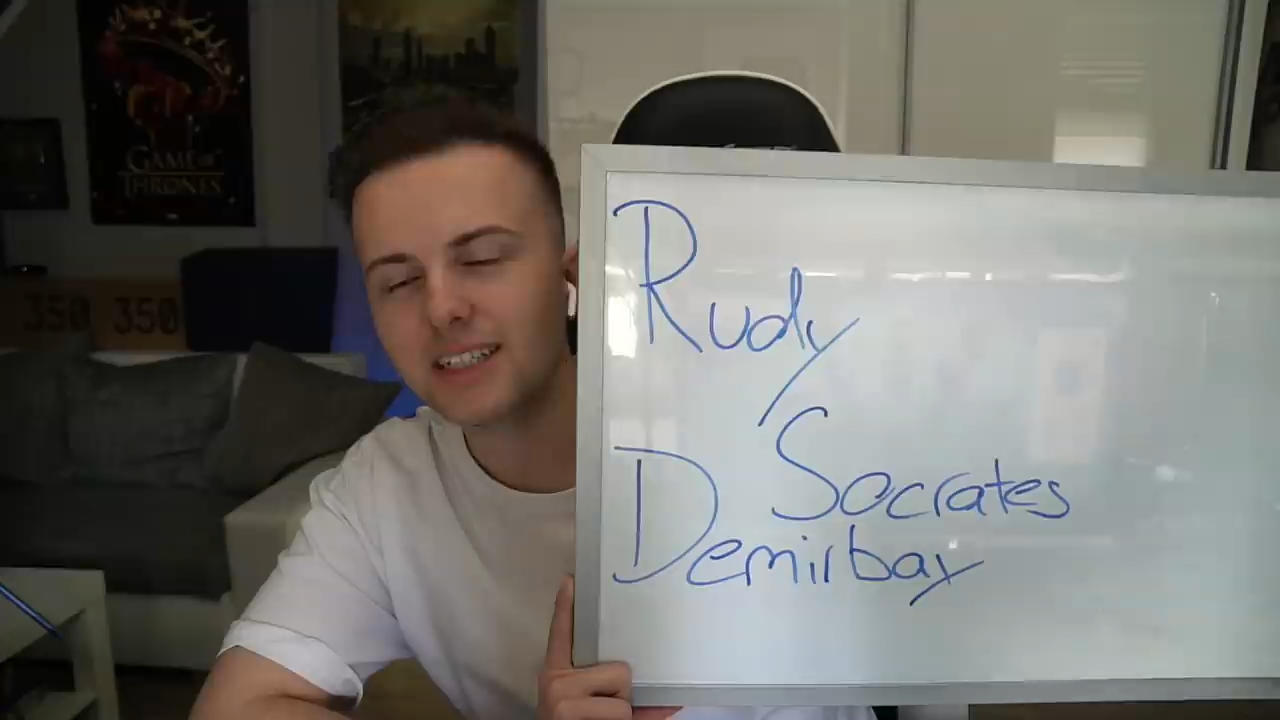 GAME OF
THRONES
350 350
Rudy
Socrates
Demirbay